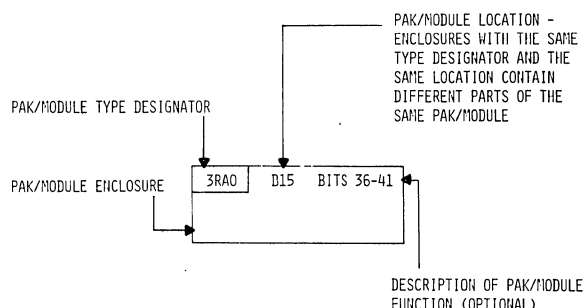 PAK/MODULE LOCATION -
ENCLOSURES WITH THE SAME
TYPE DESIGNATOR AND THE
SAME LOCATION CONTAIN
DIFFERENT PARTS OF THE
SAME PAK/MODULE
PAK/MODULE TYPE DESIGNATOR
PAK/MODULE ENCLOSURE
3RA0 B15 BITS 36-41
DESCRIPTION OF PAK/MODULE
FUNCTION (OPTIONAL)